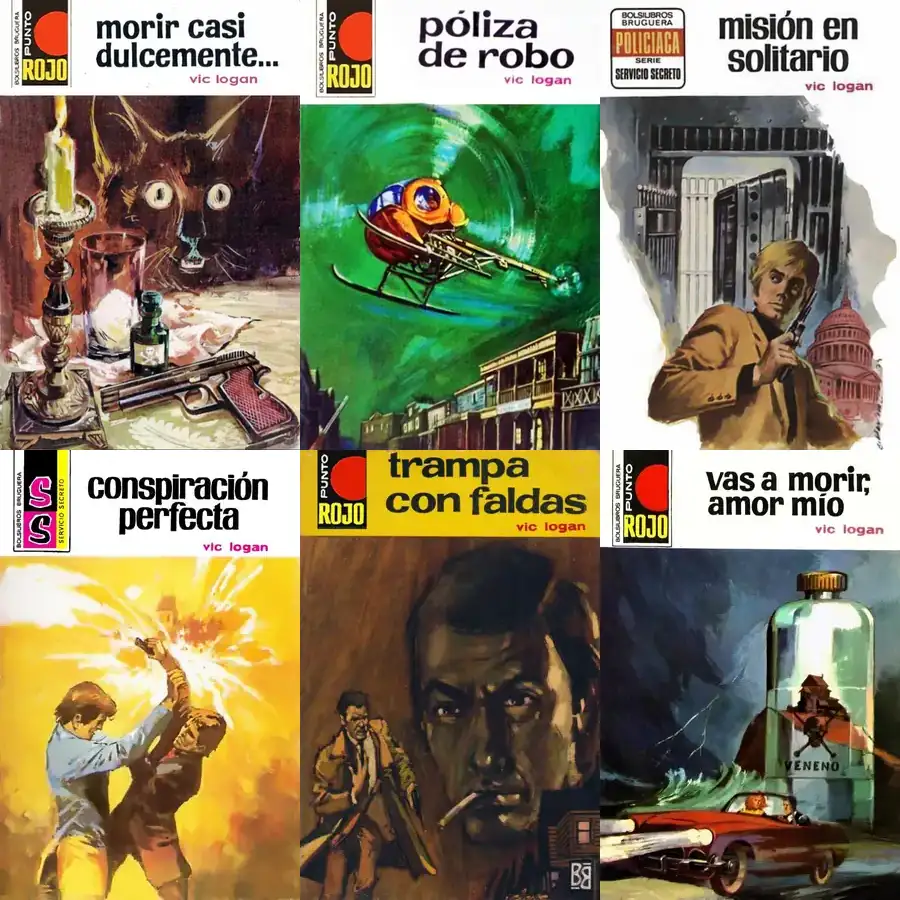 BOLSILIBROS BRUGUERA
PUNTO
ROJO
morir casi
dulcemente...
vic logan
BOLSILIBROS BRUGUERA
PUNTO
ROJO
póliza
de robo
vic logan
BOLSILIBROS
BRUGUERA
POLICIACA
SERIE
SERVICIO SECRETO
misión en
solitario
vic logan
BOLSILIBROS BRUGUERA
SS
SERVICIO SECRETO
conspiración
perfecta
vic logan
PUNTO
ROJO
trampa
con faldas
vic logan
BB
BOLSILIBROS BRUGUERA
PUNTO
ROJO
vas a morir,
amor mío
vic logan
VENENO